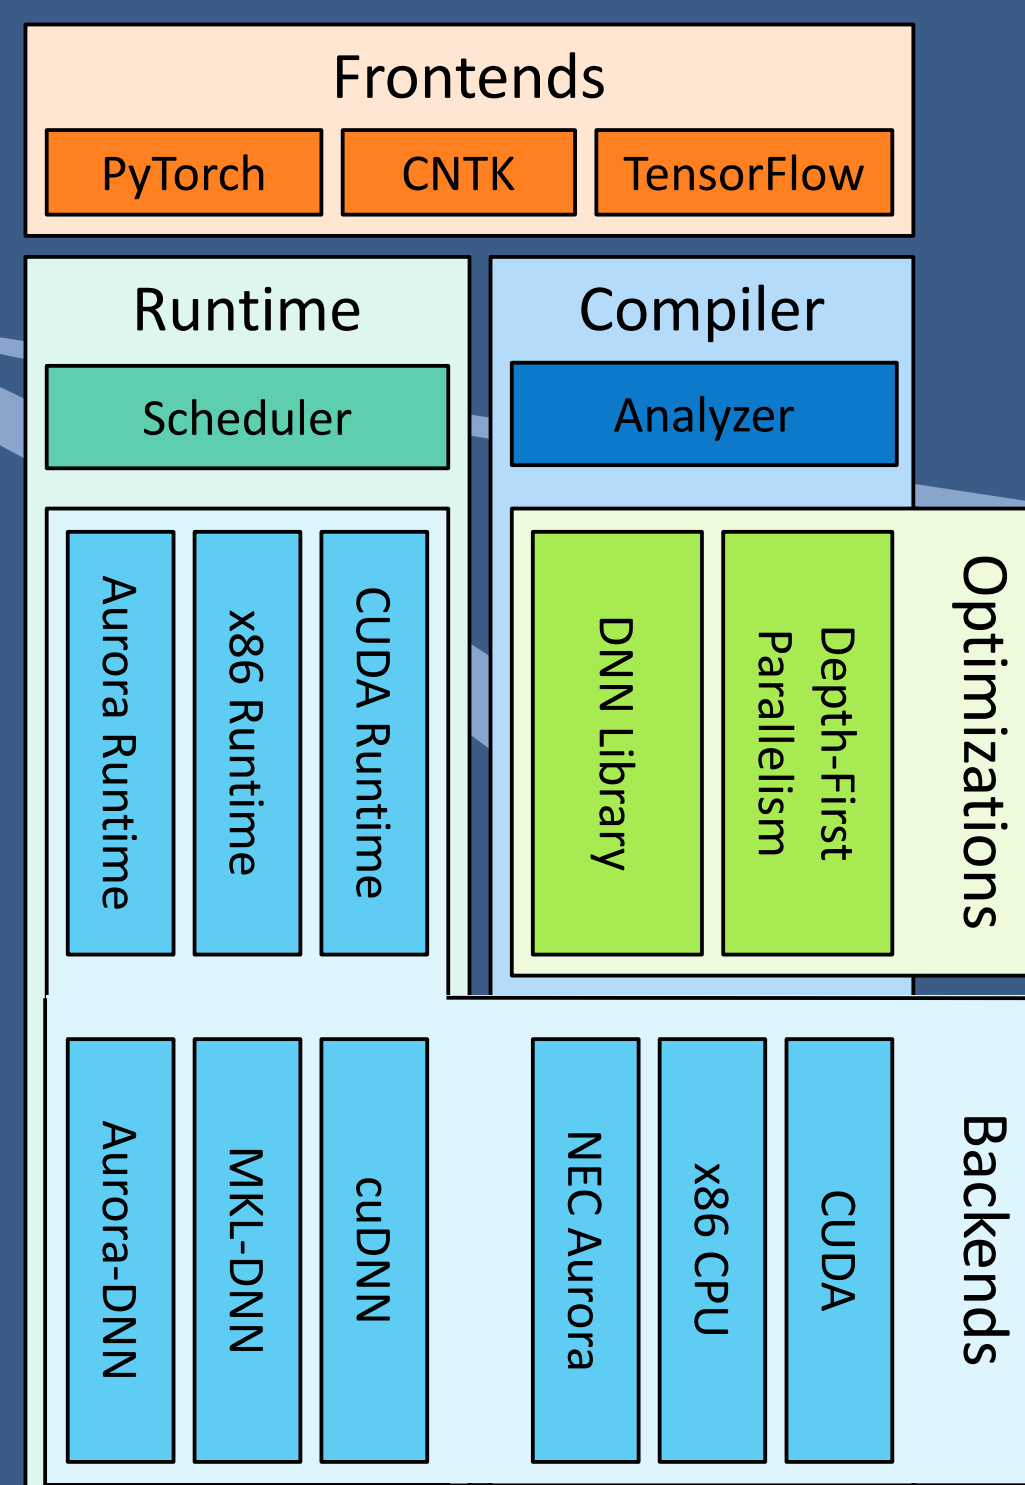 Frontends
PyTorch
CNTK
TensorFlow
Runtime
Scheduler
Aurora Runtime
x86 Runtime
CUDA Runtime
Compiler
Analyzer
DNN Library
Depth-First
Parallelism
Optimizations
Aurora-DNN
MKL-DNN
cuDNN
NEC Aurora
x86 CPU
CUDA
Backends